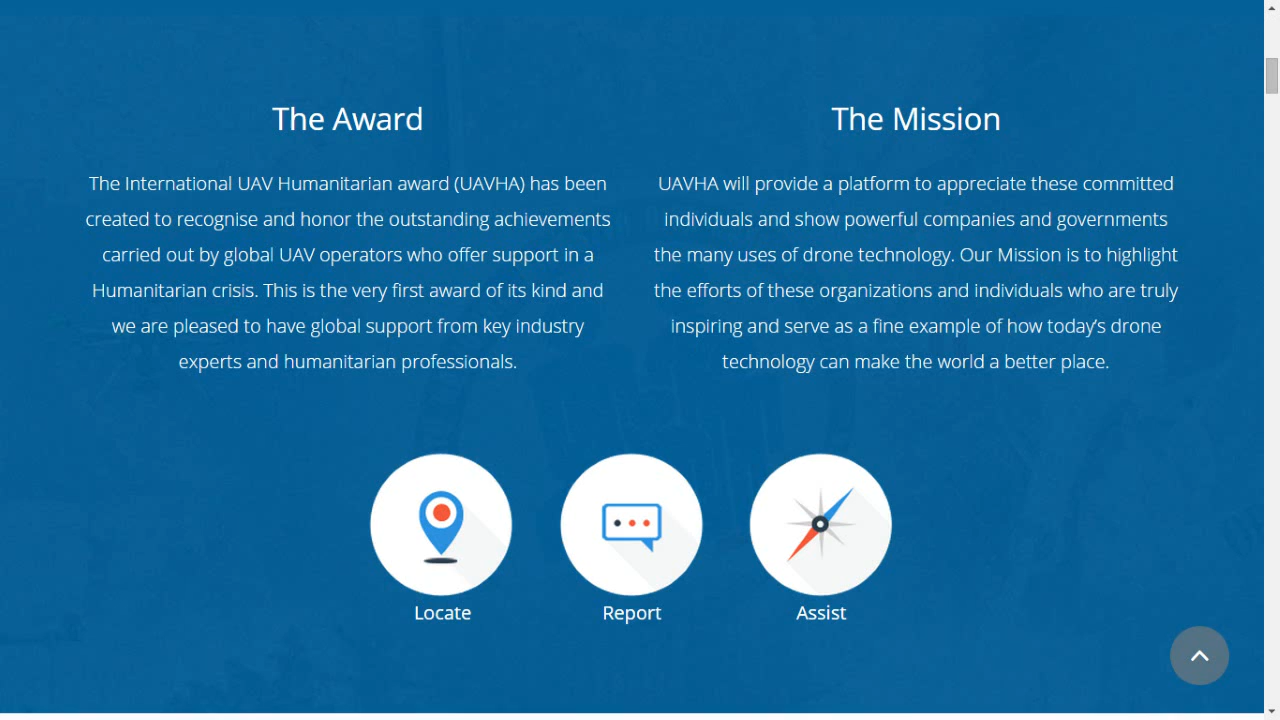 The Award
The International UAV Humanitarian award (UAVHA) has been
created to recognise and honor the outstanding achievements
carried out by global UAV operators who offer support in a
Humanitarian crisis. This is the very first award of its kind and
we are pleased to have global support from key industry
experts and humanitarian professionals.
The Mission
UAVHA will provide a platform to appreciate these committed
individuals and show powerful companies and governments
the many uses of drone technology. Our Mission is to highlight
the efforts of these organizations and individuals who are truly
inspiring and serve as a fine example of how today’s drone
technology can make the world a better place.
Locate
Report
Assist